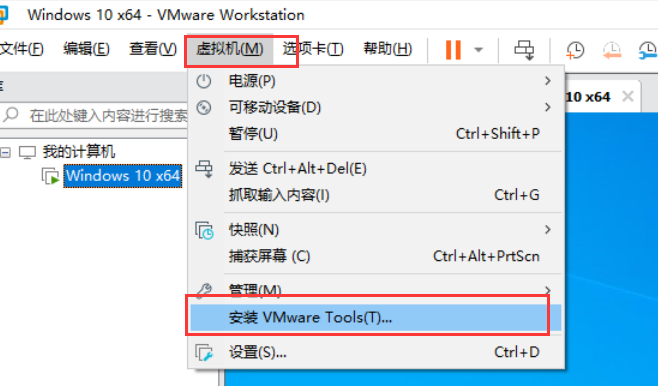 Windows 10 x64 - VMware Workstation
文件(F) 编辑(E) 查看(V) 虚拟机(M) 选项卡(T) 帮助(H)
电源(P)
10 x64
可移动设备(D)
在此处键入内容进行搜索
暂停(U) Ctrl+Shift+P
我的计算机
发送 Ctrl+Alt+Del(E)
Windows 10 x64
抓取输入内容(I) Ctrl+G
快照(N)
捕获屏幕 (C) Ctrl+Alt+PrtScn
管理(M)
安装 VMware Tools(T)...
设置(S)... Ctrl+D